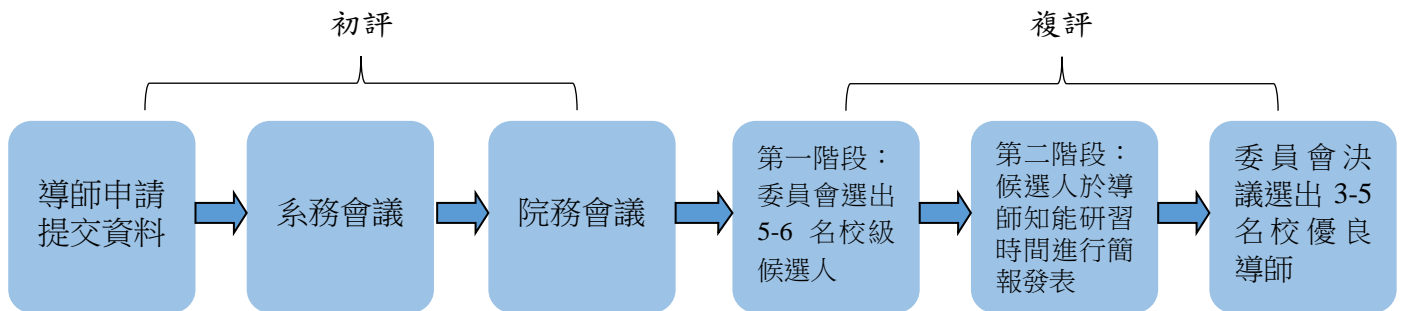 初評
複評
導師申請
提交資料
系務會議
院務會議
第一階段：
委員會選出
5-6 名校級
候選人
第二階段：
候選人於導
師知能研習
時間進行簡
報發表
委員會決
議選出 3-5
名校優良
導師